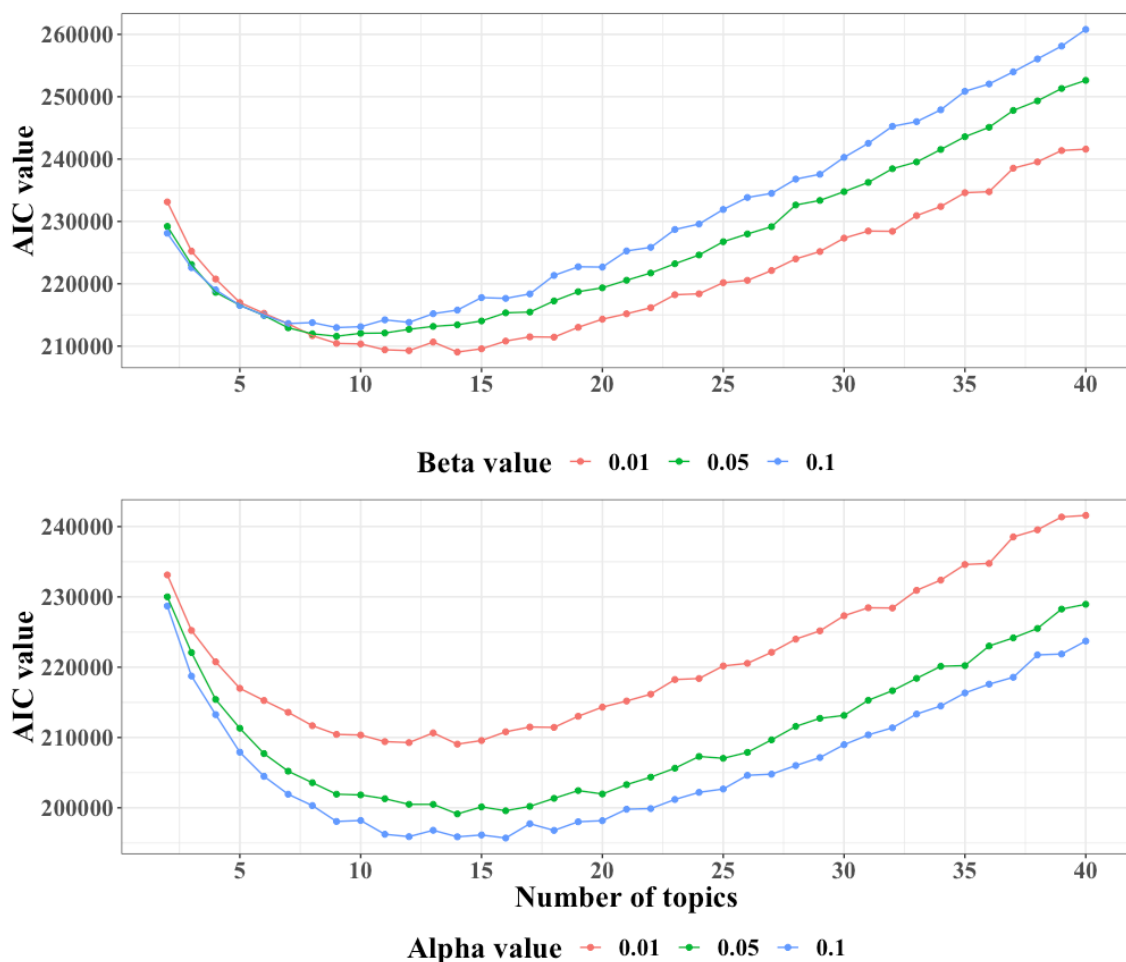 260000
250000
240000
230000
220000
210000
AIC value
5 10 15 20 25 30 35 40
Beta value 0.01 0.05 0.1
240000
230000
220000
210000
200000
AIC value
5 10 15 20 25 30 35 40
Number of topics
Alpha value 0.01 0.05 0.1